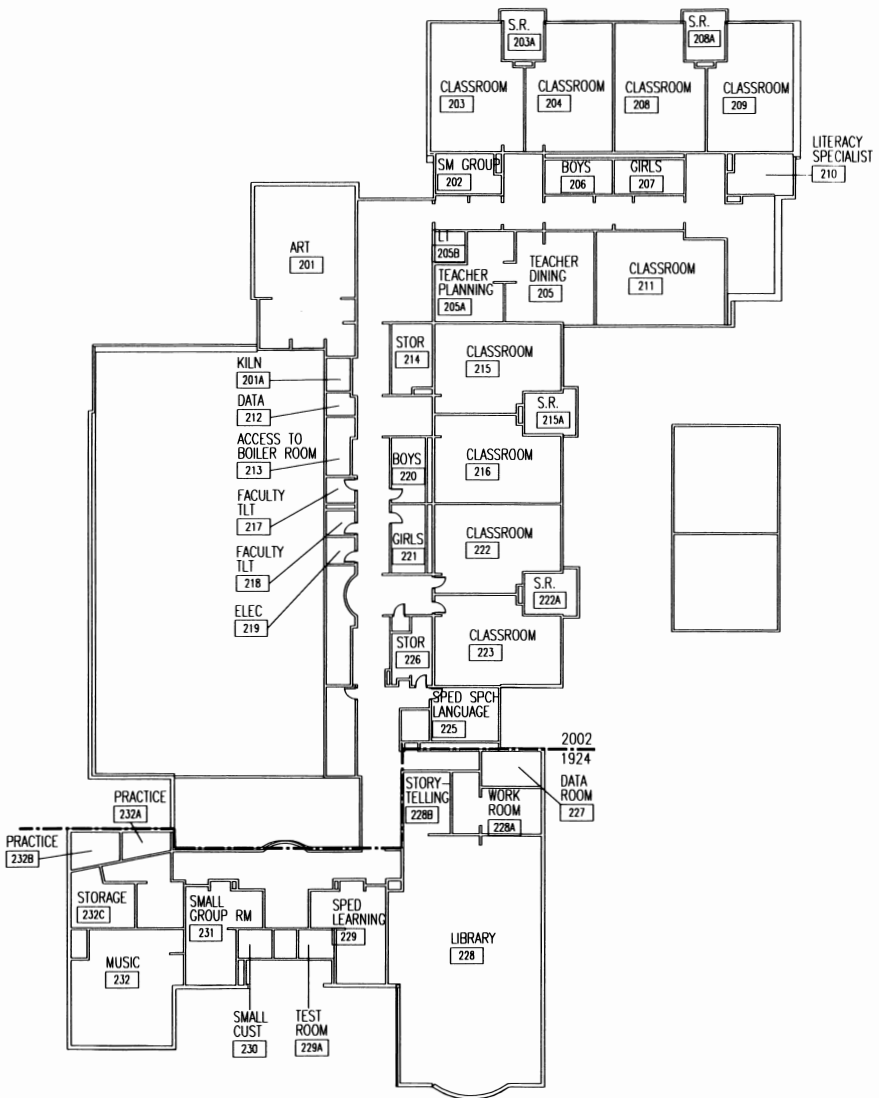 S.R.
203A
S.R.
208A
CLASSROOM
203
CLASSROOM
204
CLASSROOM
208
CLASSROOM
209
LITERACY
SPECIALIST
210
SM GROUP
202
BOYS
206
GIRLS
207
ART
201
LT
205B
TEACHER
PLANNING
205A
TEACHER
DINING
205
CLASSROOM
211
STOR
214
CLASSROOM
215
KILN
201A
DATA
212
S.R.
215A
ACCESS TO
BOILER ROOM
213
BOYS
220
CLASSROOM
216
FACULTY
TLT
217
GIRLS
221
CLASSROOM
222
FACULTY
TLT
218
S.R.
222A
ELEC
219
STOR
226
CLASSROOM
223
SPED SPCH
LANGUAGE
225
2002
1924
PRACTICE
232A
STORY-
TELLING
228B
WORK
ROOM
228A
DATA
ROOM
227
PRACTICE
232B
STORAGE
232C
SMALL
GROUP RM
231
SPED
LEARNING
229
LIBRARY
228
MUSIC
232
SMALL
CUST
230
TEST
ROOM
229A